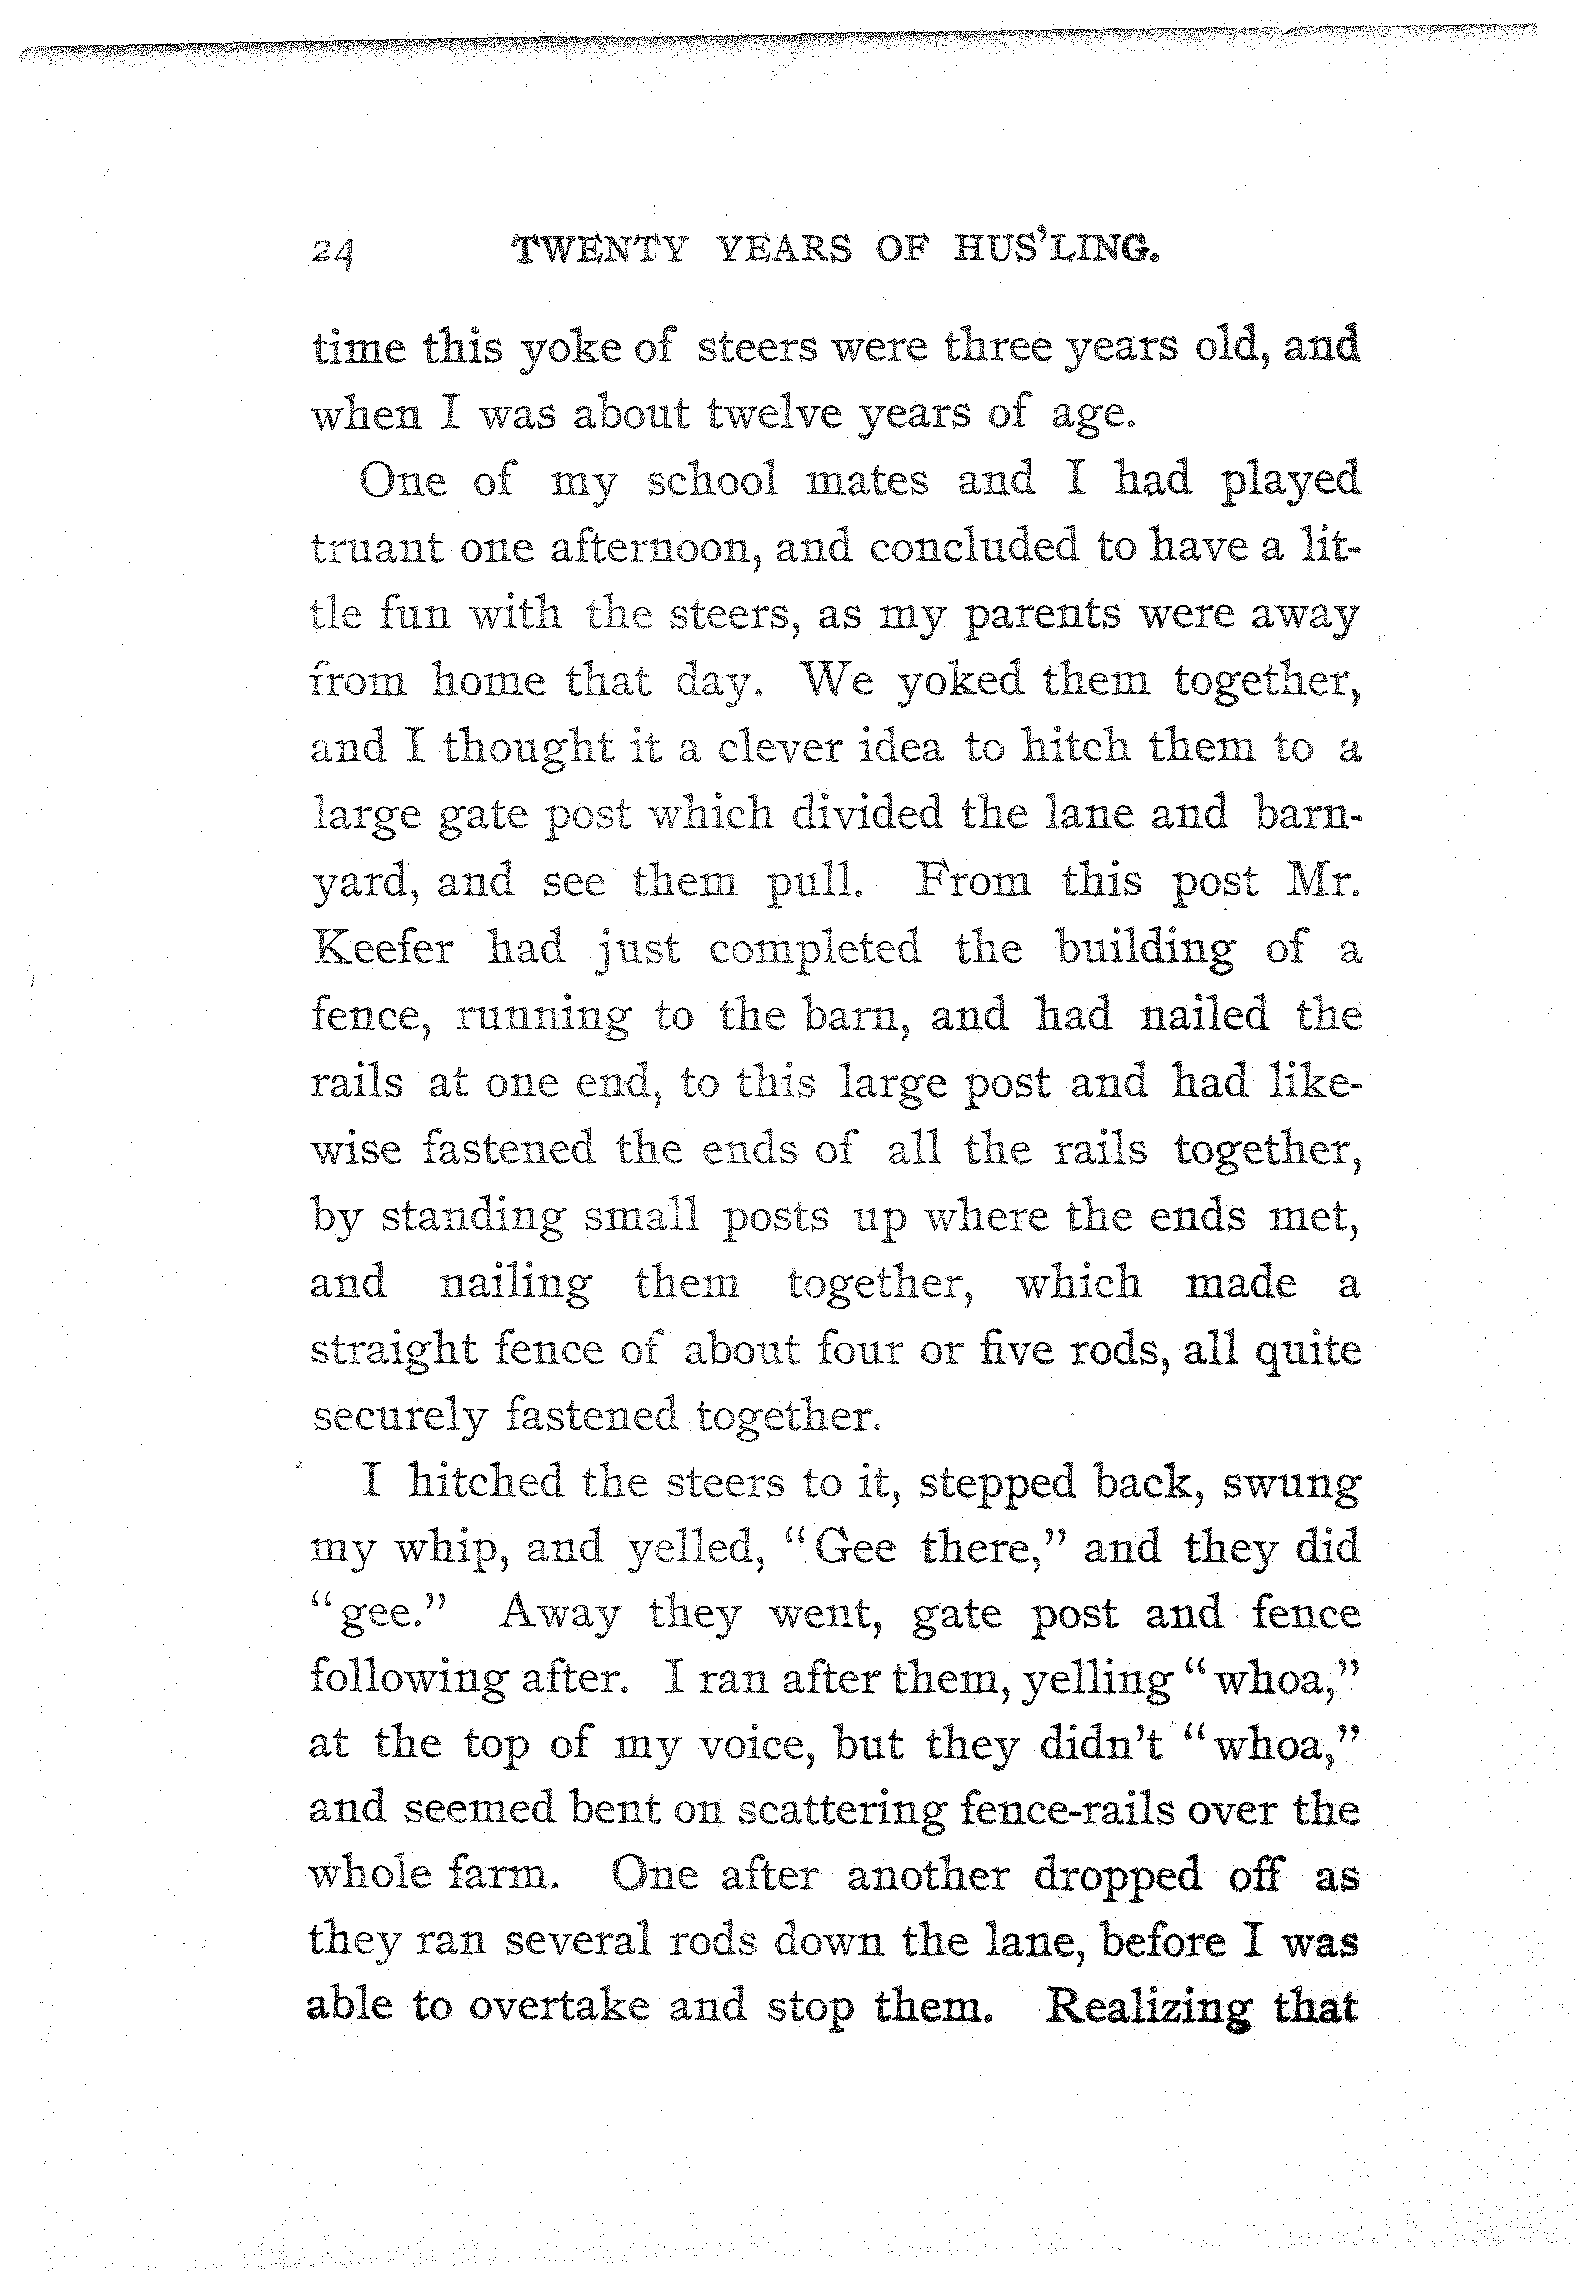 24 TWENTY YEARS OF HUS'LING.
time this yoke of steers were three years old, and
when I was about twelve years of age.
One of my school mates and I had played
truant one afternoon, and concluded to have a lit-
tle fun with the steers, as my parents were away
from home that day. We yoked them together,
and I thought it a clever idea to hitch them to a
large gate post which divided the lane and barn-
yard, and see them pull. From this post Mr.
Keefer had just completed the building of a
fence, running to the barn, and had nailed the
rails at one end, to this large post and had like-
wise fastened the ends of all the rails together,
by standing small posts up where the ends met,
and nailing them together, which made a
straight fence of about four or five rods, all quite
securely fastened together.
I hitched the steers to it, stepped back, swung
my whip, and yelled, "Gee there," and they did
"gee." Away they went, gate post and fence
following after. I ran after them, yelling "whoa,"
at the top of my voice, but they didn't "whoa,"
and seemed bent on scattering fence-rails over the
whole farm. One after another dropped off as
they ran several rods down the lane, before I was
able to overtake and stop them. Realizing that